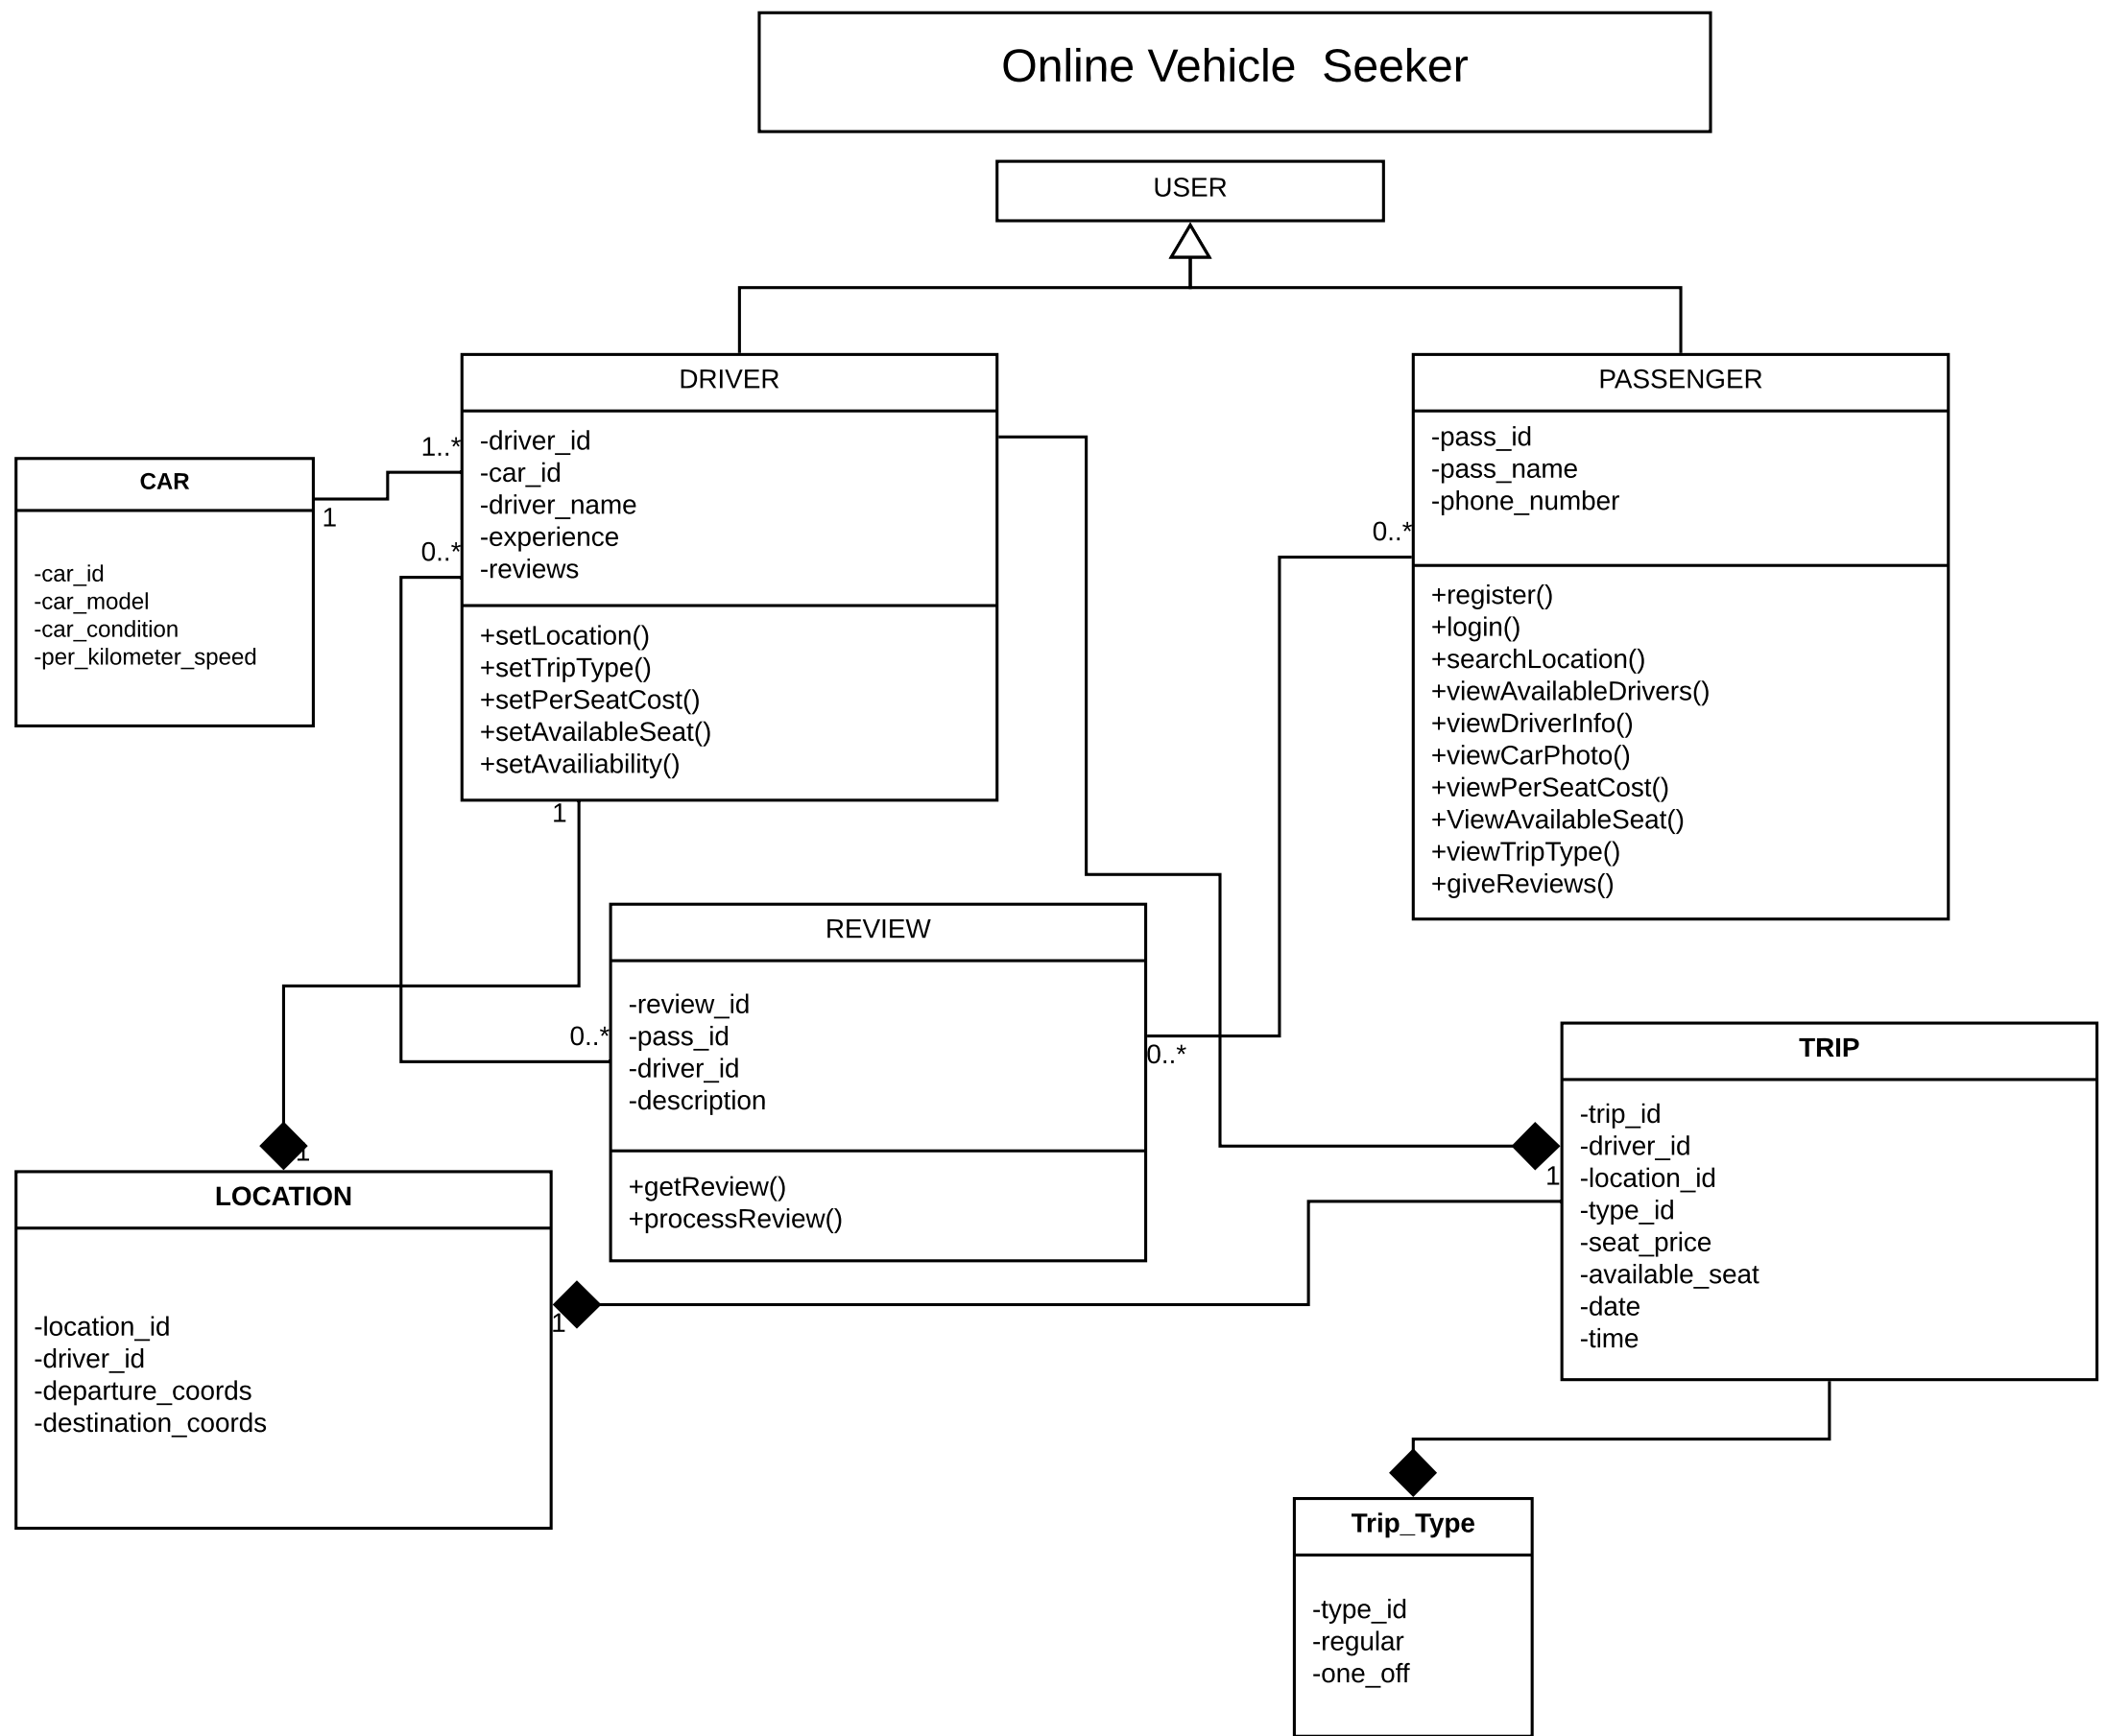 Online Vehicle  Seeker
USER
DRIVER
-driver_id
-car_id
-driver_name
-experience
-reviews
+setLocation()
+setTripType()
+setPerSeatCost()
+setAvailableSeat()
+setAvailiability()
PASSENGER
-pass_id
-pass_name
-phone_number
+register()
+login()
+searchLocation()
+viewAvailableDrivers()
+viewDriverInfo()
+viewCarPhoto()
+viewPerSeatCost()
+ViewAvailableSeat()
+viewTripType()
+giveReviews()
CAR
-car_id
-car_model
-car_condition
-per_kilometer_speed
1..*
1
0..*
0..*
1
REVIEW
-review_id
-pass_id
-driver_id
-description
+getReview()
+processReview()
0..*
0..*
TRIP
-trip_id
-driver_id
-location_id
-type_id
-seat_price
-available_seat
-date
-time
1
1
LOCATION
-location_id
-driver_id
-departure_coords
-destination_coords
1
Trip_Type
-type_id
-regular
-one_off